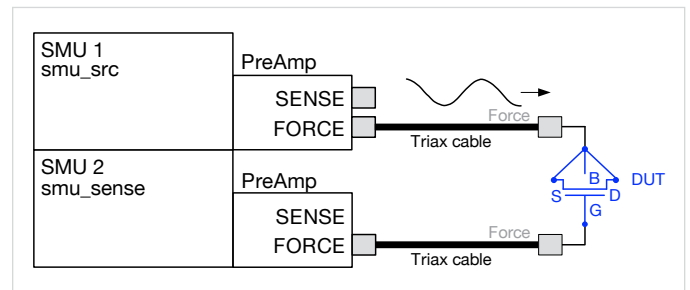 SMU 1
smu_src
PreAmp
SENSE
FORCE
Force
Triax cable
SMU 2
smu_sense
PreAmp
SENSE
FORCE
Force
Triax cable
B
DUT
S
D
G